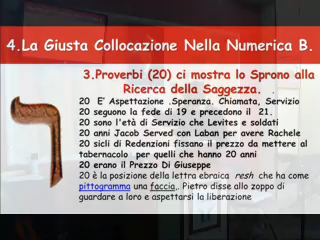 4.La Giusta Collocazione Nella Numerica B.
3.Proverbi (20) ci mostra lo Sprono alla
Ricerca della Saggezza. .
20 E' Aspettazione .Speranza. Chiamata, Servizio
20 seguono la fede di 19 e precedono il 21.
20 sono l'età di Servizio che Levites e soldati
20 anni Jacob Served con Laban per avere Rachele
20 sicli di Redenzioni fissano il prezzo da mettere al
tabernacolo per quelli che hanno 20 anni
20 erano il Prezzo Di Giuseppe
20 è la posizione della lettra ebraica resh che ha come
pittogramma una faccia,. Pietro disse allo zoppo di
guardare a loro e aspettarsi la liberazione
ר